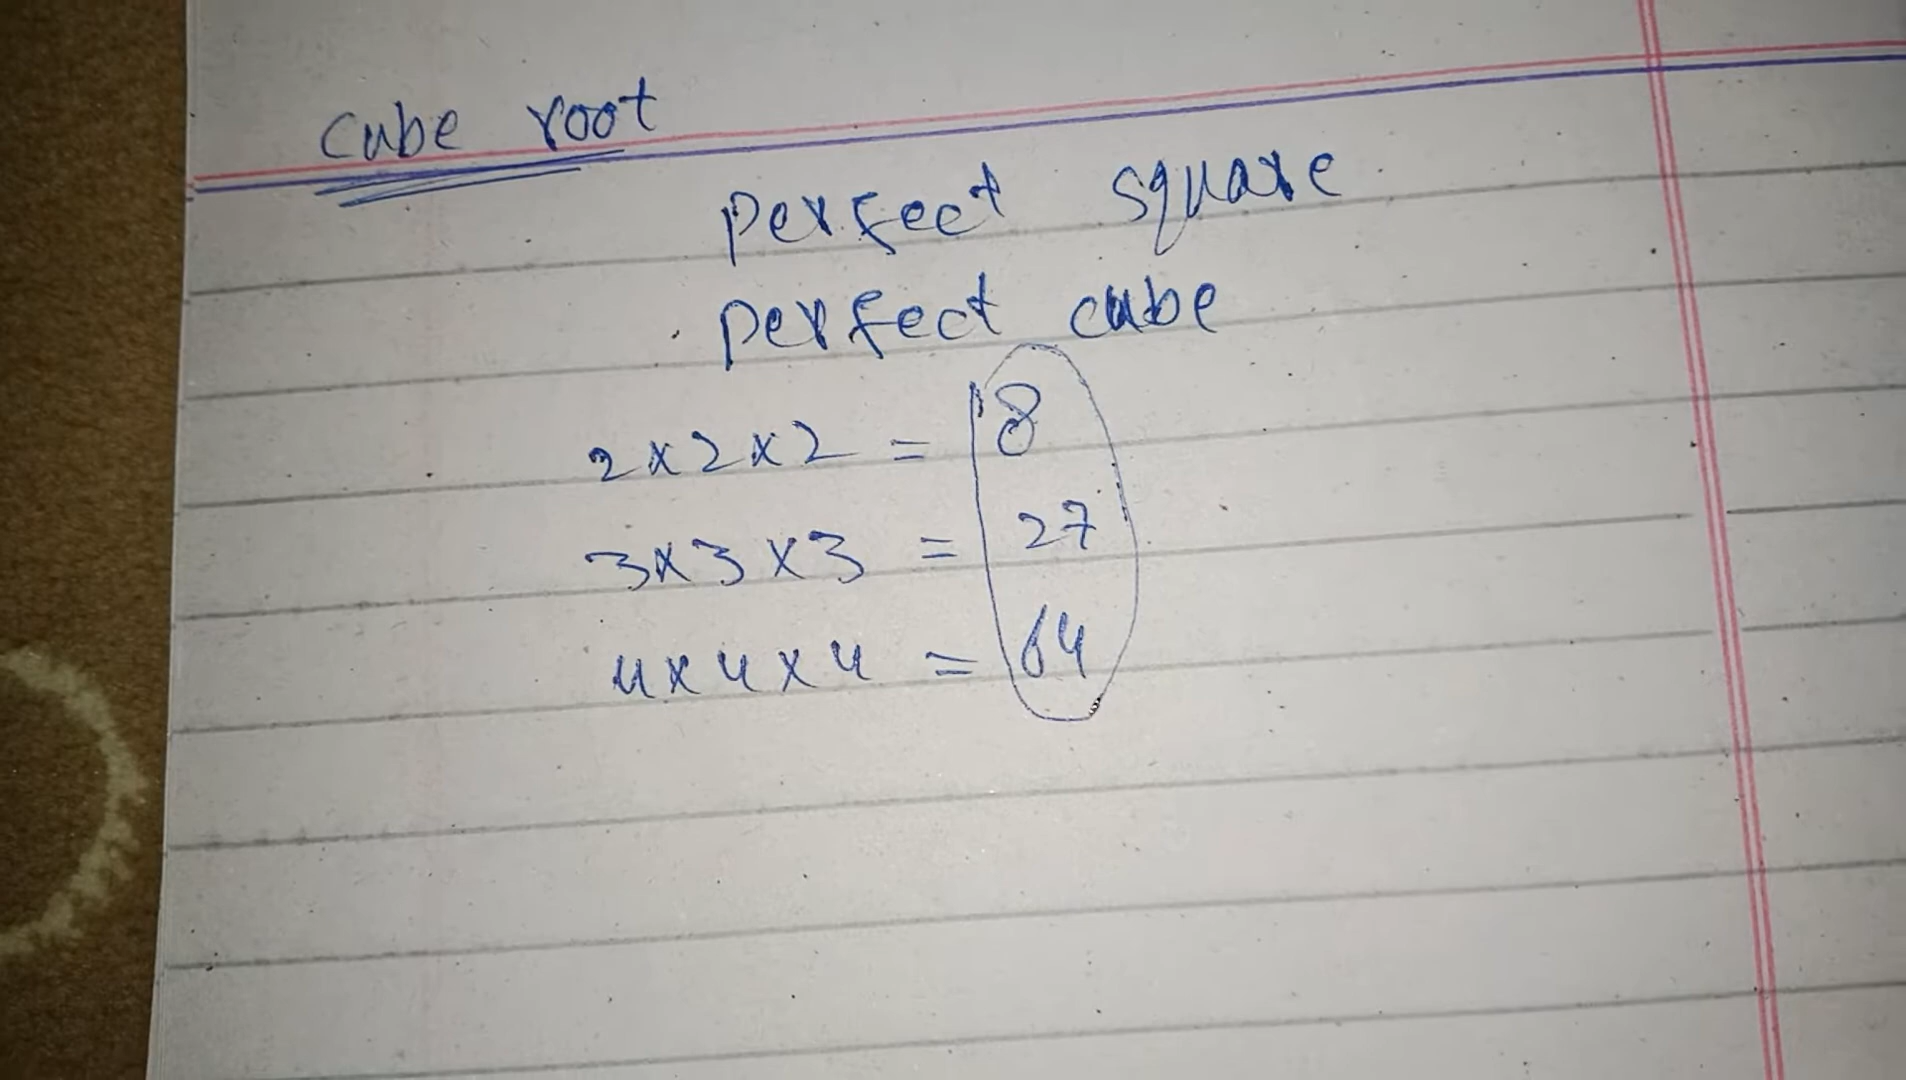 cube root
perfect square
perfect cube
2x2x2 = 8
3x3x3 = 27
4x4x4 = 64